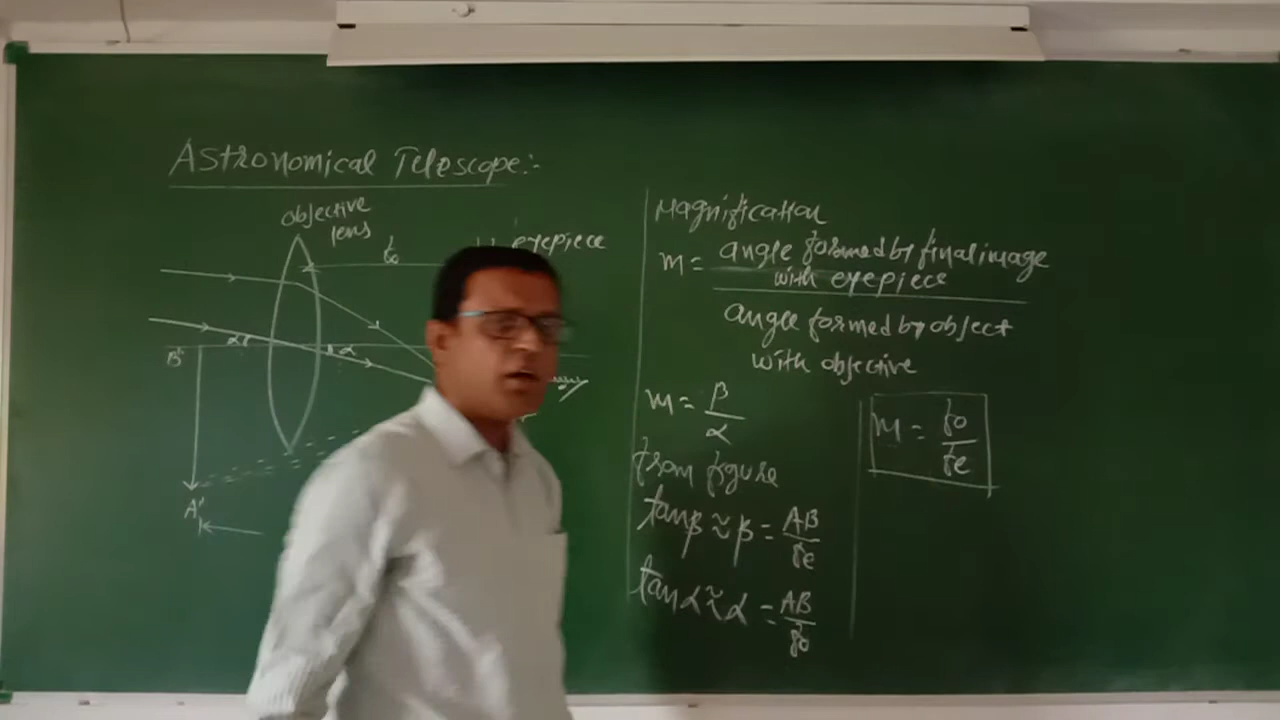 Astronomical Telescope:-
objective
lens
fo
eyepiece
α
α
B'
A'
Magnification
m = angle formed by final image
with eyepiece
angle formed by object
with objective
m = β
α
from figure
tanβ ≈ β = AB
fe
tanα ≈ α = AB
fo
m = fo
fe